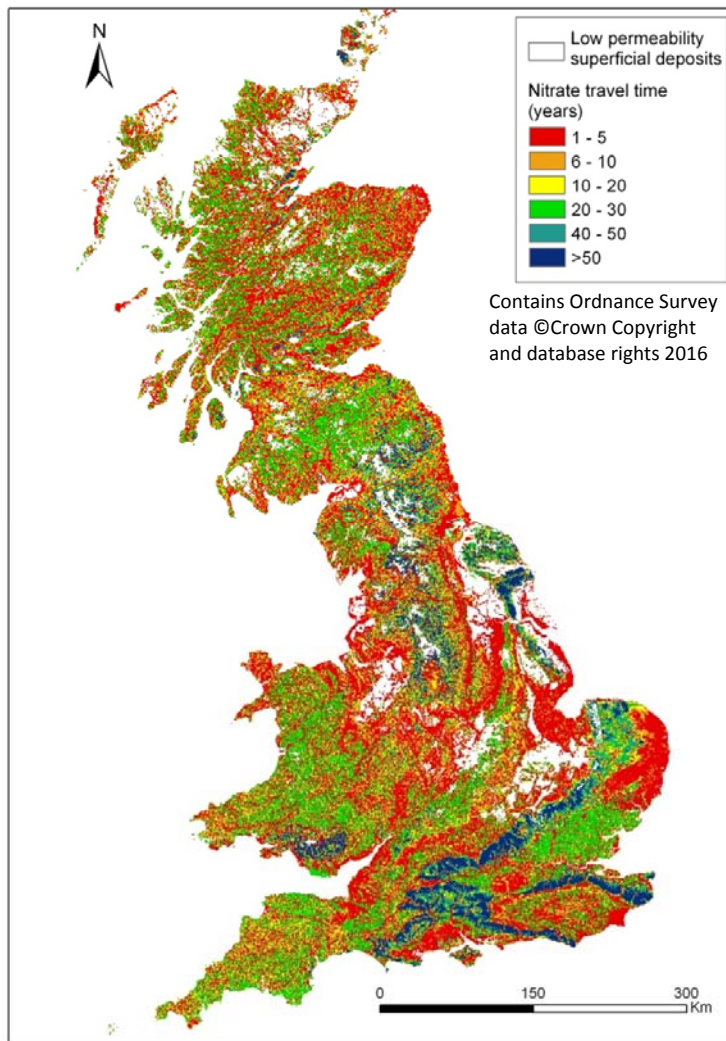 N
Low permeability
superficial deposits
Nitrate travel time
(years)
1 - 5
6 - 10
10 - 20
20 - 30
40 - 50
>50
Contains Ordnance Survey
data ©Crown Copyright
and database rights 2016
0 150 300
Km